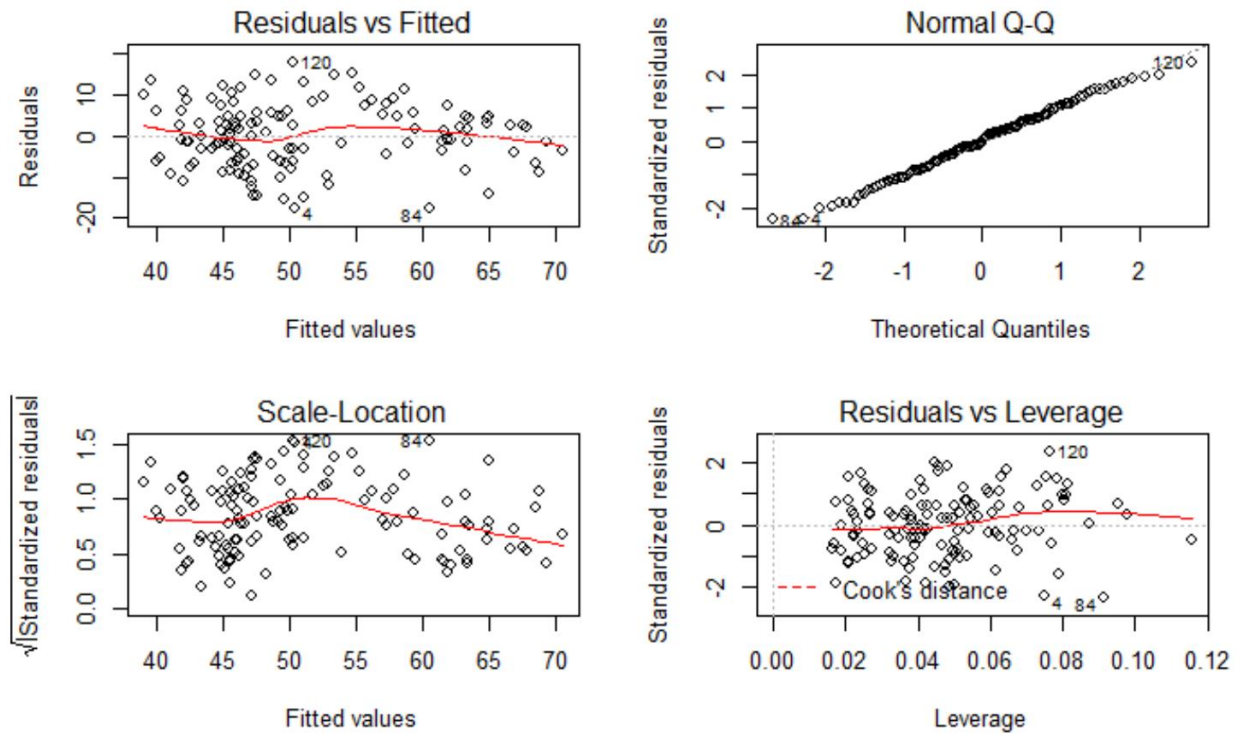 Residuals vs Fitted
Residuals
10
0
-20
120
4
84
40 45 50 55 60 65 70
Fitted values
Normal Q-Q
Standardized residuals
2
1
0
-2
120
84
4
-2 -1 0 1 2
Theoretical Quantiles
Scale-Location
√|Standardized residuals|
1.5
1.0
0.5
0.0
120
84
40 45 50 55 60 65 70
Fitted values
Residuals vs Leverage
Standardized residuals
2
0
-2
120
Cook's distance
4
84
0.00 0.02 0.04 0.06 0.08 0.10 0.12
Leverage